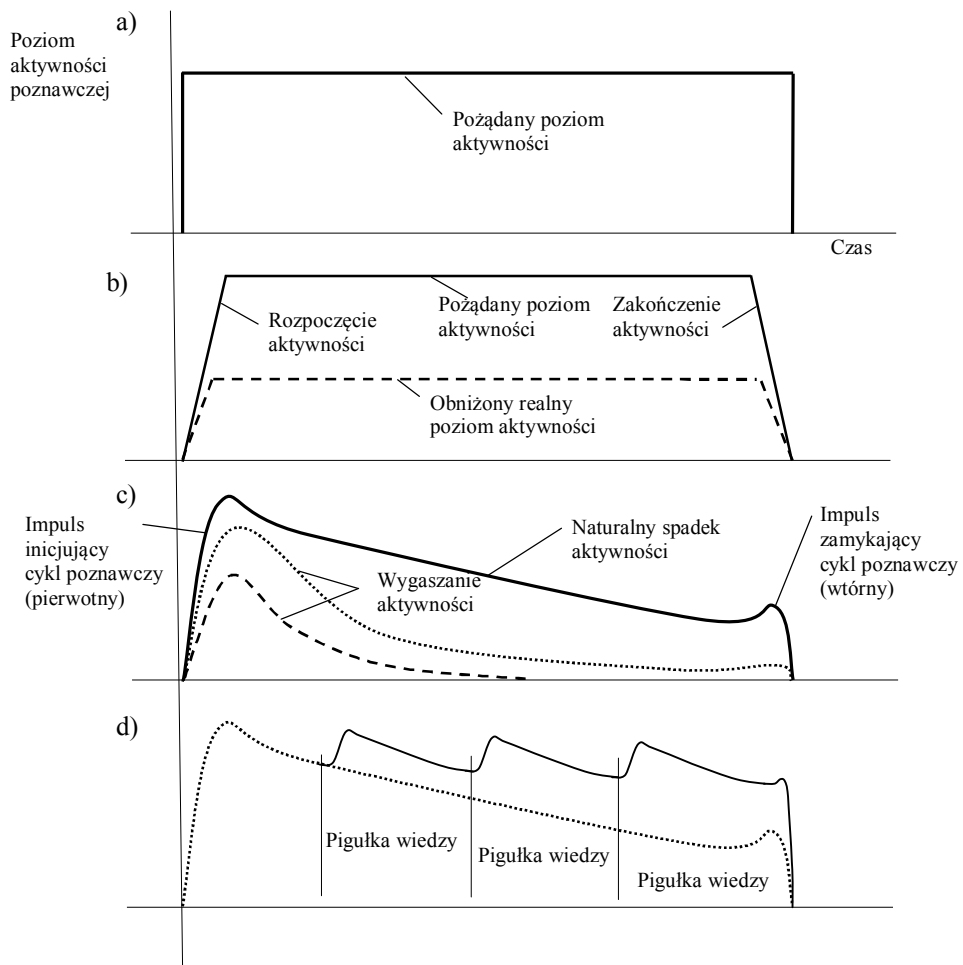 a)
Poziom
aktywności
poznawczej
Pożądany poziom
aktywności
Czas
b)
Rozpoczęcie
aktywności
Pożądany poziom
aktywności
Zakończenie
aktywności
Obniżony realny
poziom aktywności
c)
Impuls
inicjujący
cykl poznawczy
(pierwotny)
Wygaszanie
aktywności
Naturalny spadek
aktywności
Impuls
zamykający
cykl poznawczy
(wtórny)
d)
Pigułka wiedzy
Pigułka wiedzy
Pigułka wiedzy